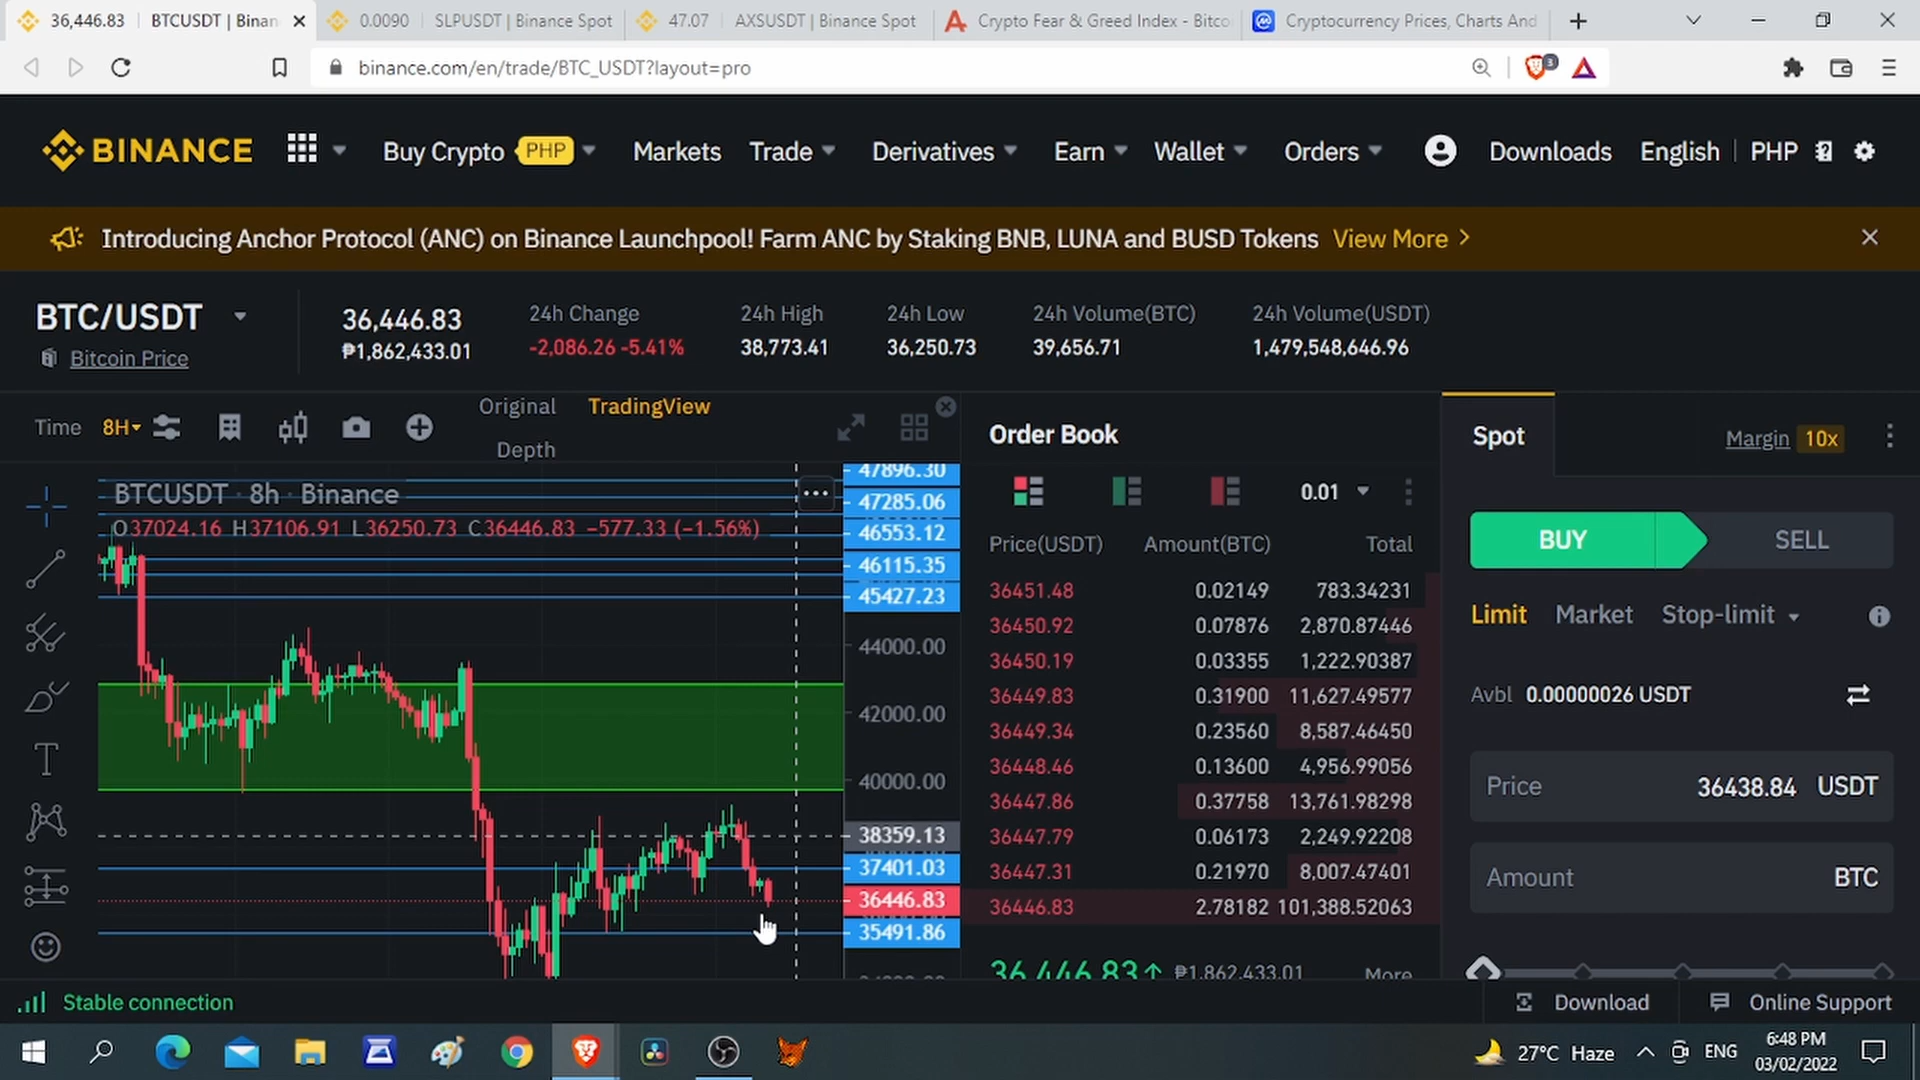 36,446.83 BTCUSDT | Binan
0.0090 SLPUSDT | Binance Spot
47.07 AXSUSDT | Binance Spot
Crypto Fear & Greed Index - Bitco
Cryptocurrency Prices, Charts And
binance.com/en/trade/BTC_USDT?layout=pro
3
BINANCE
Buy Crypto PHP Markets Trade Derivatives Earn Wallet Orders Downloads English PHP
Introducing Anchor Protocol (ANC) on Binance Launchpool! Farm ANC by Staking BNB, LUNA and BUSD Tokens View More
BTC/USDT
Bitcoin Price
36,446.83
₱1,862,433.01
24h Change
-2,086.26 -5.41%
24h High
38,773.41
24h Low
36,250.73
24h Volume(BTC)
39,656.71
24h Volume(USDT)
1,479,548,646.96
Time 8H
Original TradingView
Depth
BTCUSDT · 8h · Binance
O37024.16 H37106.91 L36250.73 C36446.83 −577.33 (−1.56%)
47896.30
47285.06
46553.12
46115.35
45427.23
44000.00
42000.00
40000.00
38359.13
37401.03
36446.83
35491.86
Order Book
0.01
Price(USDT) Amount(BTC) Total
36451.48 0.02149 783.34231
36450.92 0.07876 2,870.87446
36450.19 0.03355 1,222.90387
36449.83 0.31900 11,627.49577
36449.34 0.23560 8,587.46450
36448.46 0.13600 4,956.99056
36447.86 0.37758 13,761.98298
36447.79 0.06173 2,249.92208
36447.31 0.21970 8,007.47401
36446.83 2.78182 101,388.52063
36,446.83↑ ₱1,862,433.01 More
Spot
Margin 10x
BUY SELL
Limit Market Stop-limit
Avbl 0.00000026 USDT
Price 36438.84 USDT
Amount BTC
Stable connection
Download Online Support
27°C Haze
ENG
6:48 PM
03/02/2022